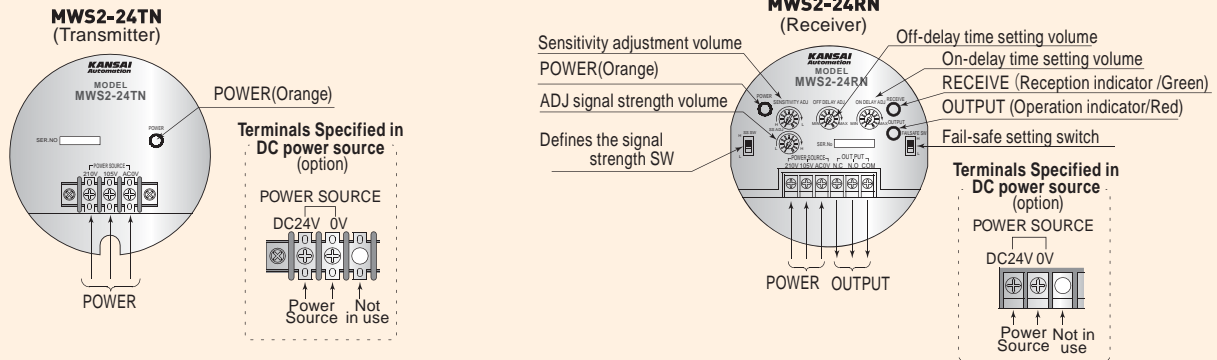 MWS2-24TN
(Transmitter)
KANSAI
Automation
MODEL
MWS2-24TN
POWER(Orange)
SER.NO
POWER
POWER SOURCE
210V 105V AC0V
POWER
Terminals Specified in
DC power source
(option)
POWER SOURCE
DC24V 0V
Power Source
Not in use
MWS2-24RN
(Receiver)
Sensitivity adjustment volume
POWER(Orange)
ADJ signal strength volume
Defines the signal
strength SW
Off-delay time setting volume
On-delay time setting volume
RECEIVE (Reception indicator /Green)
OUTPUT (Operation indicator/Red)
Fail-safe setting switch
KANSAI
Automation
MODEL
MWS2-24RN
POWER
SENSITIVITY ADJ OFF DELAY ADJ ON DELAY ADJ RECEIVE
MIN MAX MIN MAX
OUTPUT
SER.No
FAILSAFE SW
H
L
POWER SOURCE OUTPUT
210V 105V AC0V N.C N.O COM
POWER OUTPUT
Terminals Specified in
DC power source
(option)
POWER SOURCE
DC24V 0V
Power Source
Not in use